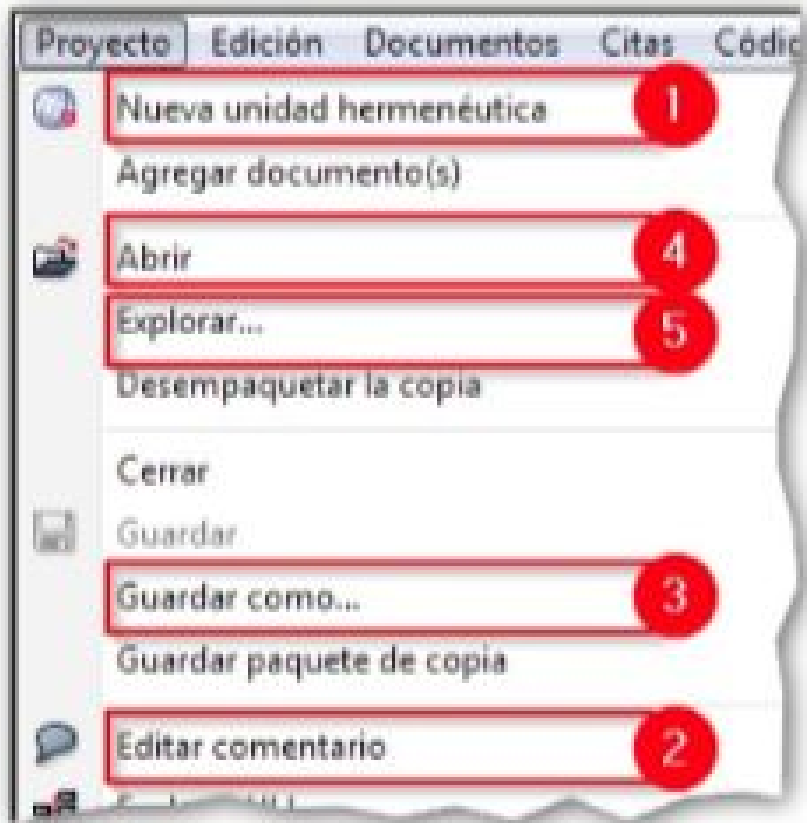 Proyecto Edición Documentos Citas Códic
Nueva unidad hermenéutica 1
Agregar documento(s)
Abrir 4
Explorar... 5
Desempaquetar la copia
Cerrar
Guardar
Guardar como... 3
Guardar paquete de copia
Editar comentario 2